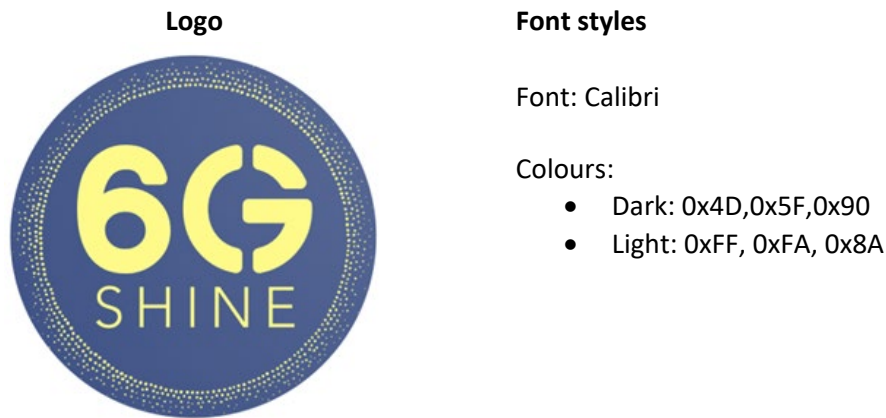 Logo
6G
SHINE
Font styles
Font: Calibri
Colours:
• Dark: 0x4D,0x5F,0x90
• Light: 0xFF, 0xFA, 0x8A